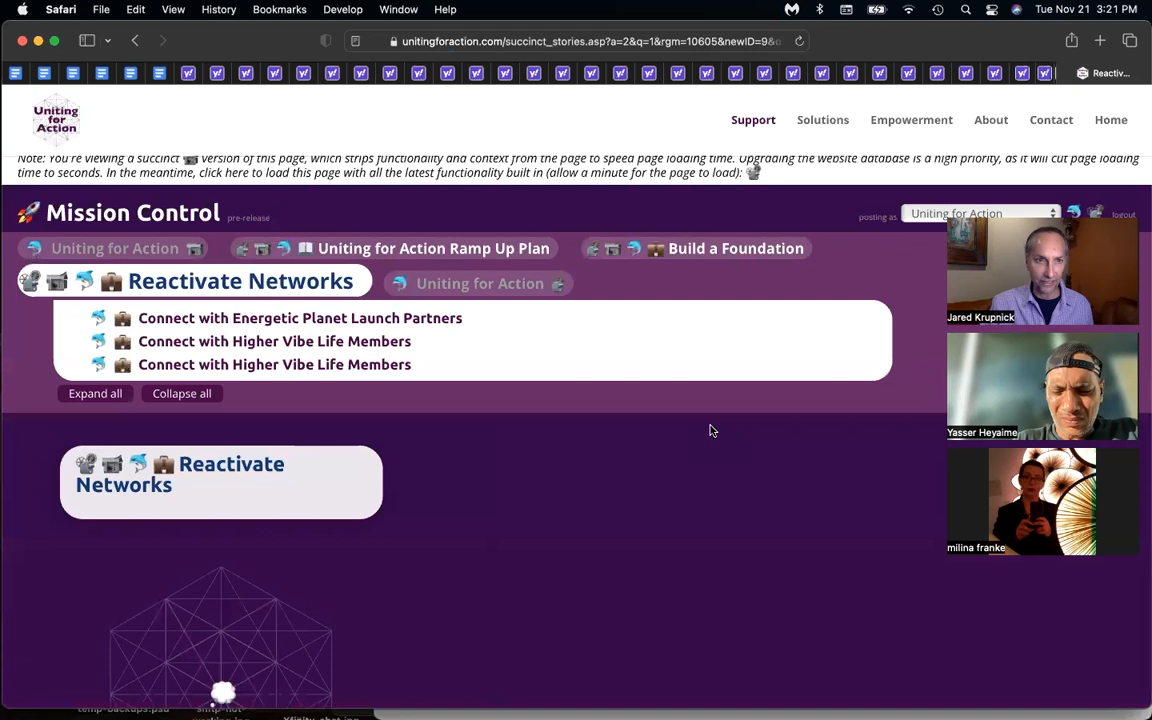 Safari File Edit View History Bookmarks Develop Window Help Tue Nov 21 3:21 PM
unitingforaction.com/succinct_stories.asp?a=2&q=1&rgm=10605&newID=9&
Reactiv...
Uniting
for
Action
Support Solutions Empowerment About Contact Home
Note: You're viewing a succinct version of this page, which strips functionality and context from the page to speed page loading time. Upgrading the website database is a high priority, as it will cut page loading
time to seconds. In the meantime, click here to load this page with all the latest functionality built in (allow a minute for the page to load):
Mission Control pre-release
posting as Uniting for Action logout
Uniting for Action Uniting for Action Ramp Up Plan Build a Foundation
Reactivate Networks Uniting for Action
Connect with Energetic Planet Launch Partners
Connect with Higher Vibe Life Members
Connect with Higher Vibe Life Members
Expand all Collapse all
Reactivate
Networks
Jared Krupnick
Yasser Heyaime
milina franke